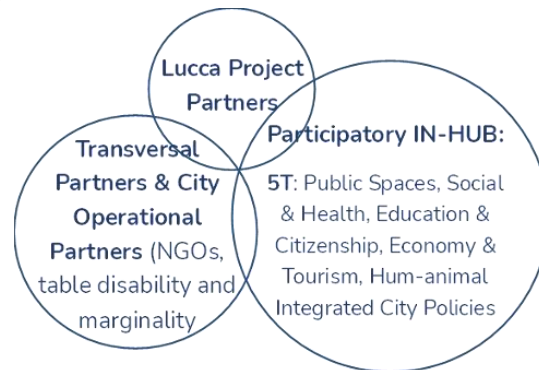 Lucca Project
Partners
Transversal
Partners & City
Operational
Partners (NGOs,
table disability and
marginality
Participatory IN-HUB:
5T: Public Spaces, Social
& Health, Education &
Citizenship, Economy &
Tourism, Hum-animal
Integrated City Policies